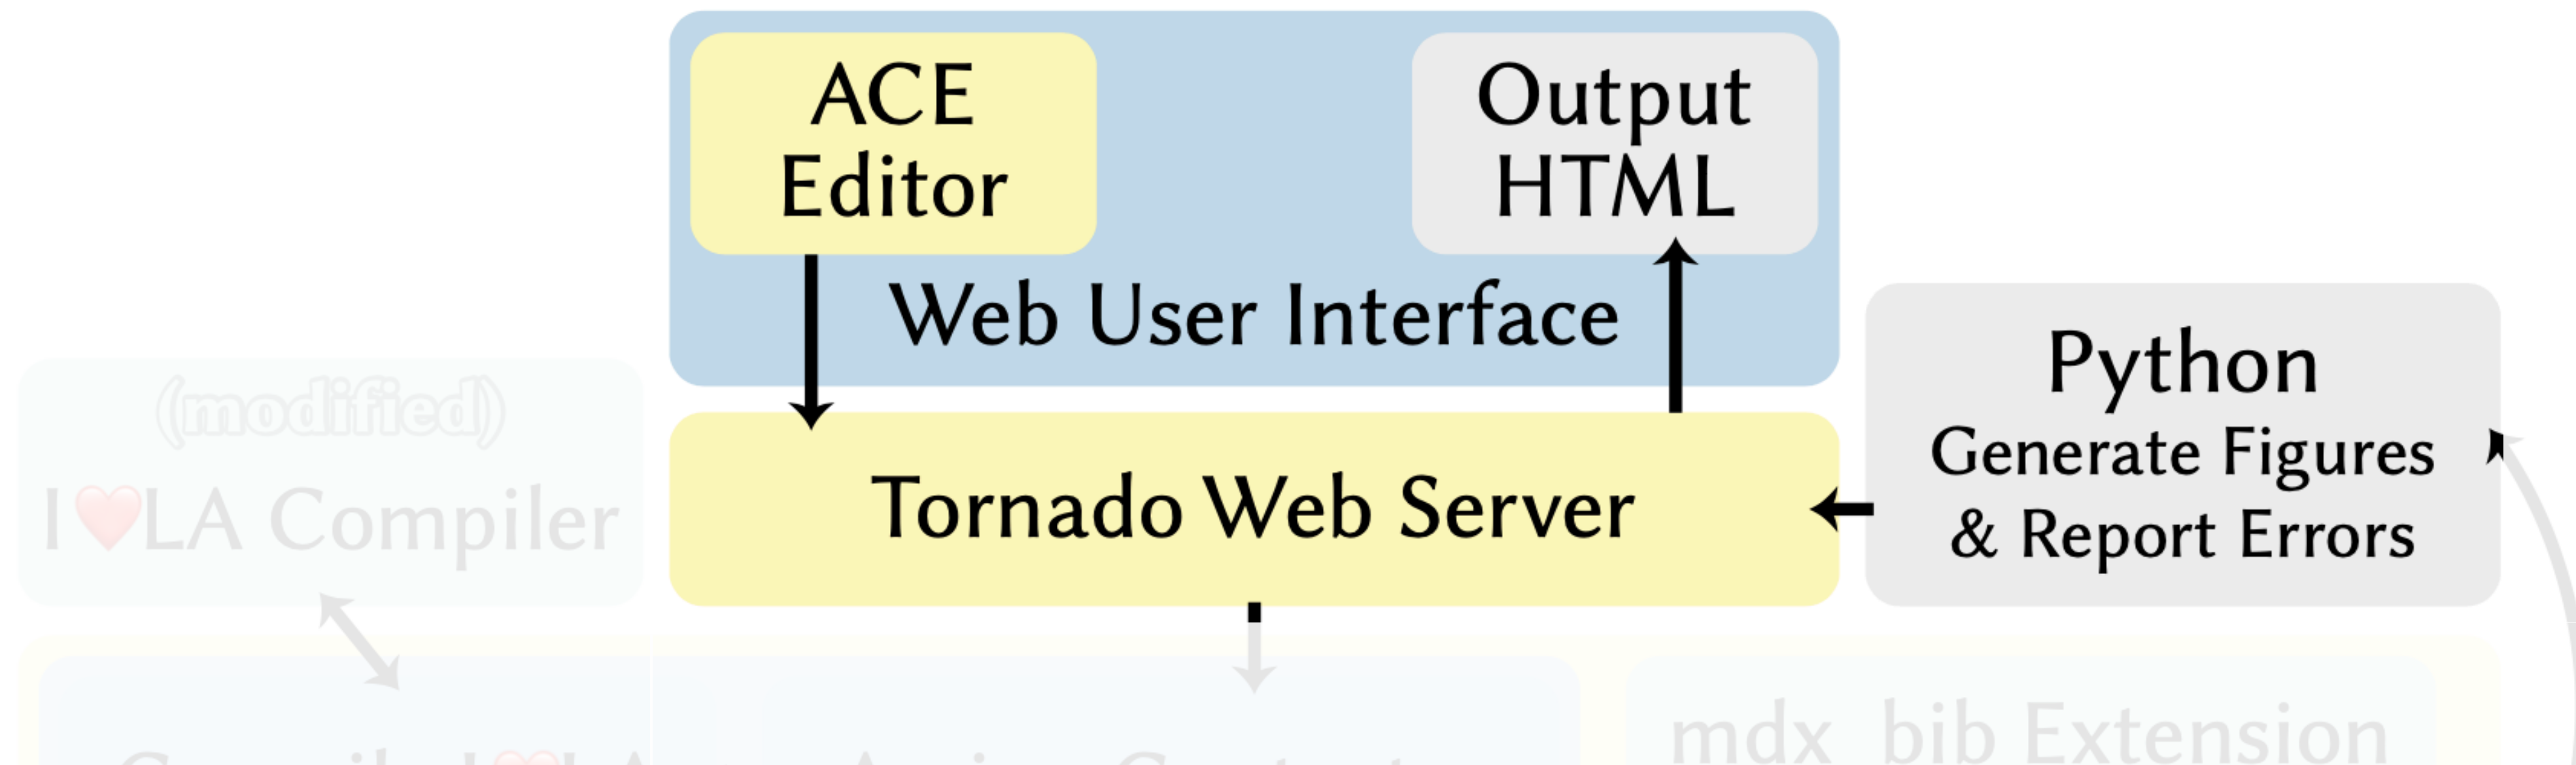 ACE
Editor
Output
HTML
Web User Interface
Python
Generate Figures
& Report Errors
(modified)
I❤️LA Compiler
Tornado Web Server
mdx_bib Extension